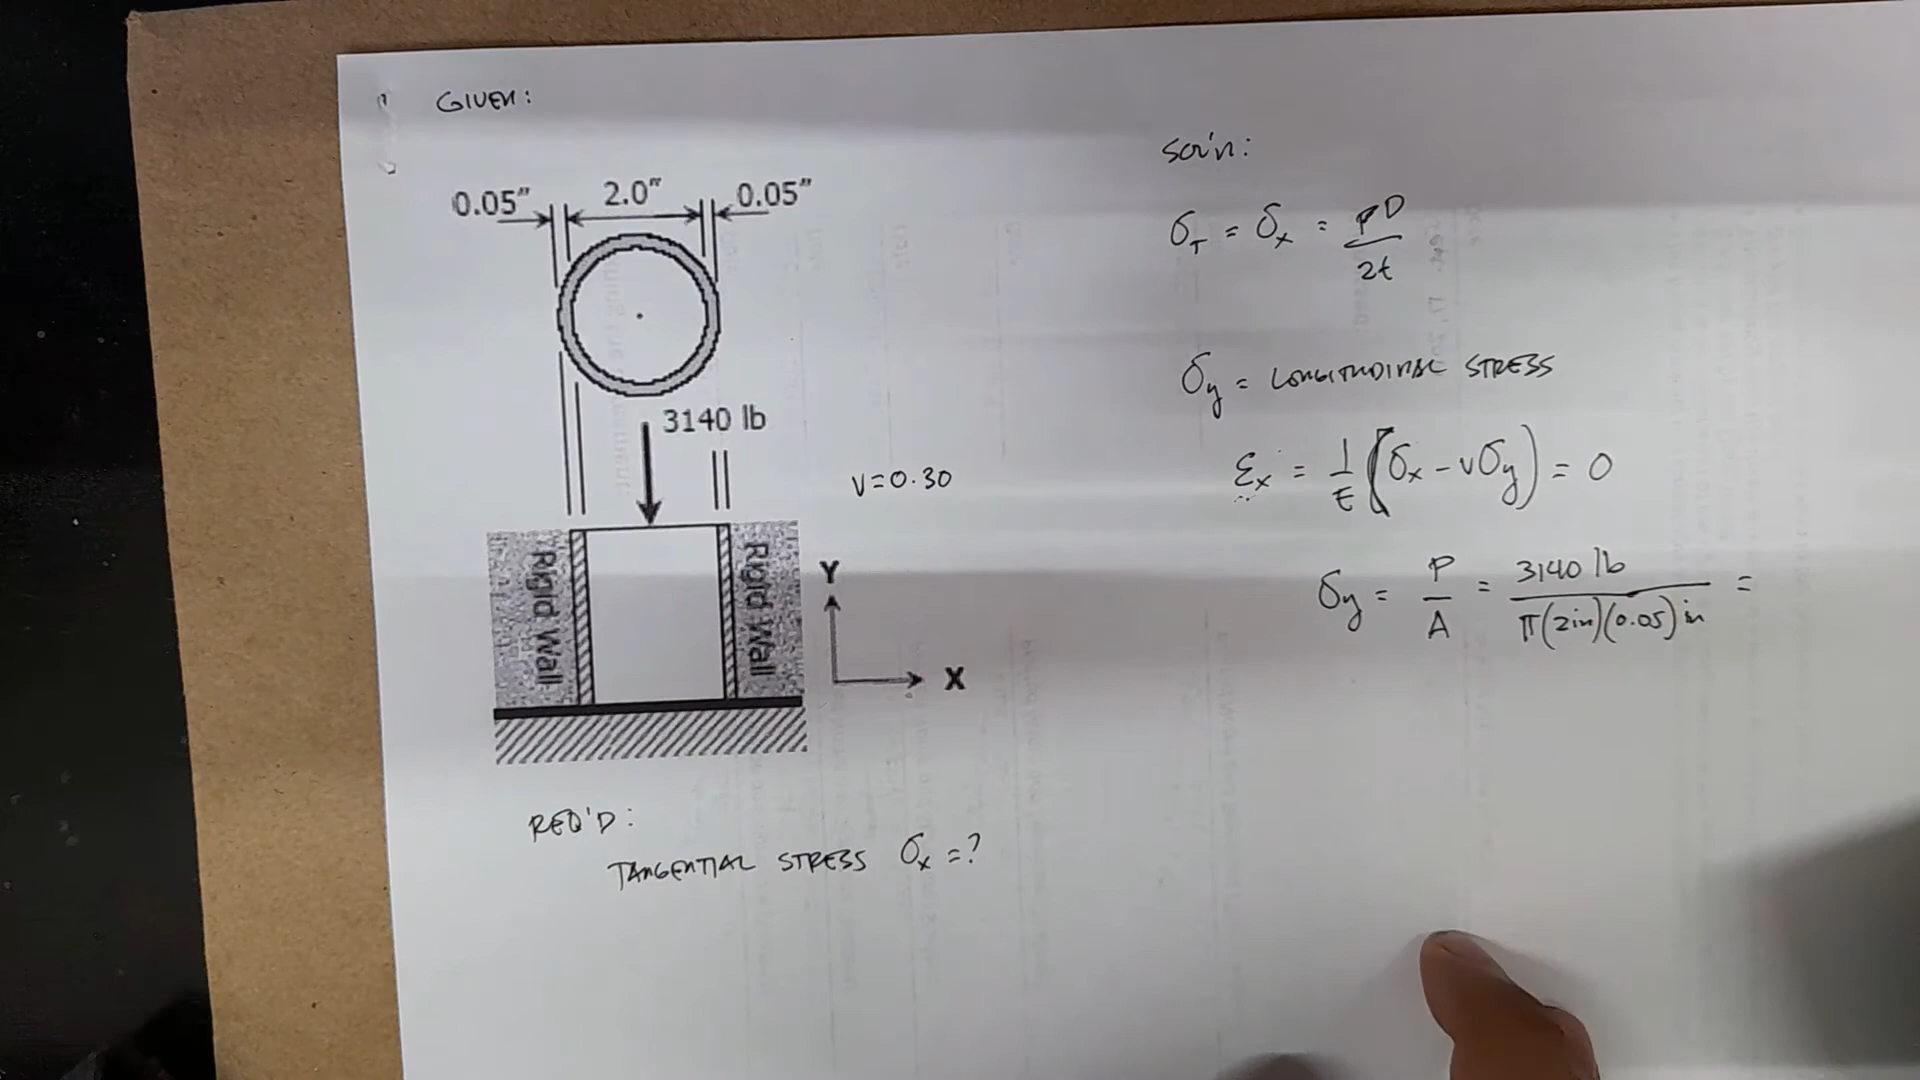 GIVEN:
0.05" 2.0" 0.05"
3140 lb
ν=0.30
Rigid Wall
Rigid Wall
Y
X
REQ'D:
TANGENTIAL STRESS σx =?
SOL'N:
σT = σx = pD/2t
σy = LONGITUDINAL STRESS
εx = 1/E (σx - νσy) = 0
σy = P/A = 3140 lb/π(2in)(0.05)in =